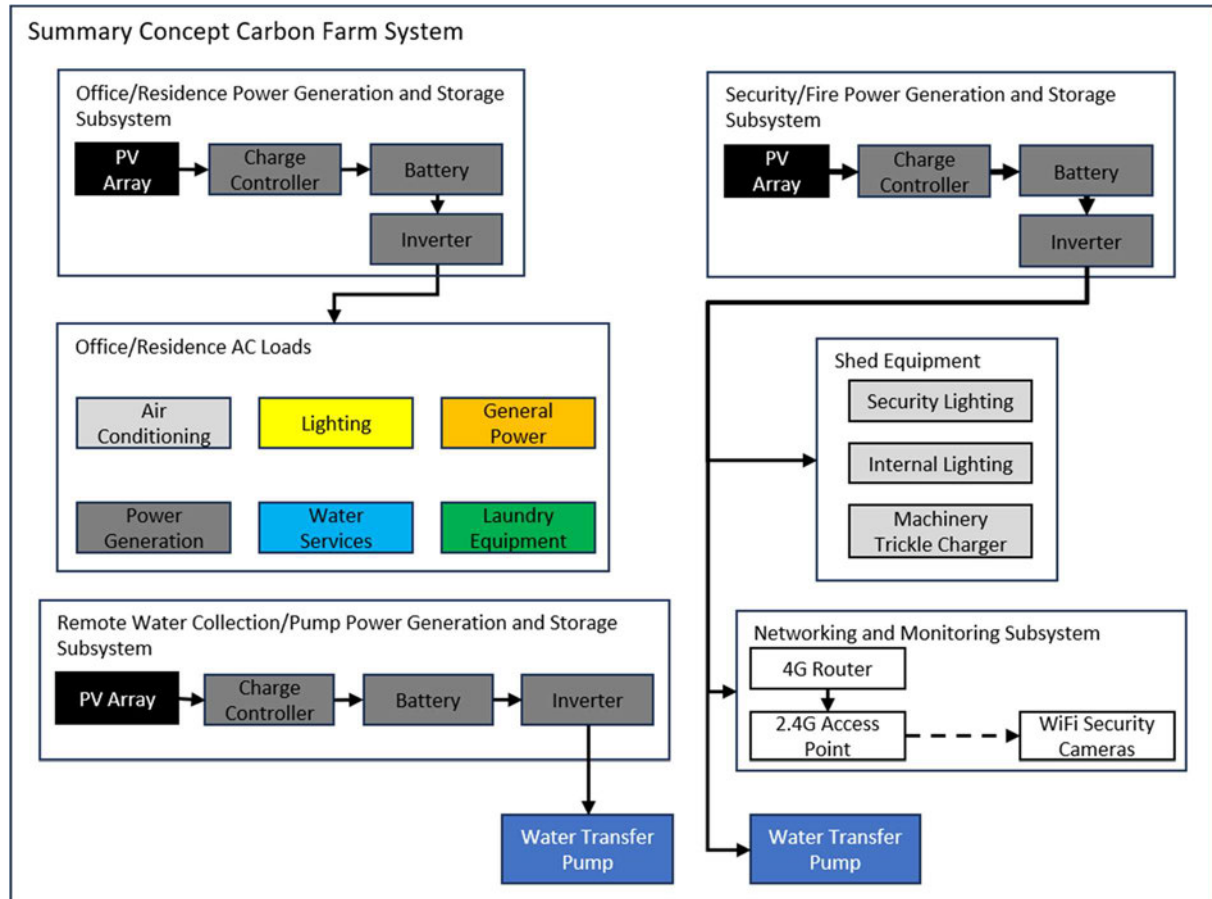 Summary Concept Carbon Farm System
Office/Residence Power Generation and Storage
Subsystem
PV
Array
Charge
Controller
Battery
Inverter
Security/Fire Power Generation and Storage
Subsystem
PV
Array
Charge
Controller
Battery
Inverter
Office/Residence AC Loads
Air
Conditioning
Lighting
General
Power
Power
Generation
Water
Services
Laundry
Equipment
Shed Equipment
Security Lighting
Internal Lighting
Machinery
Trickle Charger
Remote Water Collection/Pump Power Generation and Storage
Subsystem
PV Array
Charge
Controller
Battery
Inverter
Water Transfer
Pump
Networking and Monitoring Subsystem
4G Router
2.4G Access
Point
WiFi Security
Cameras
Water Transfer
Pump